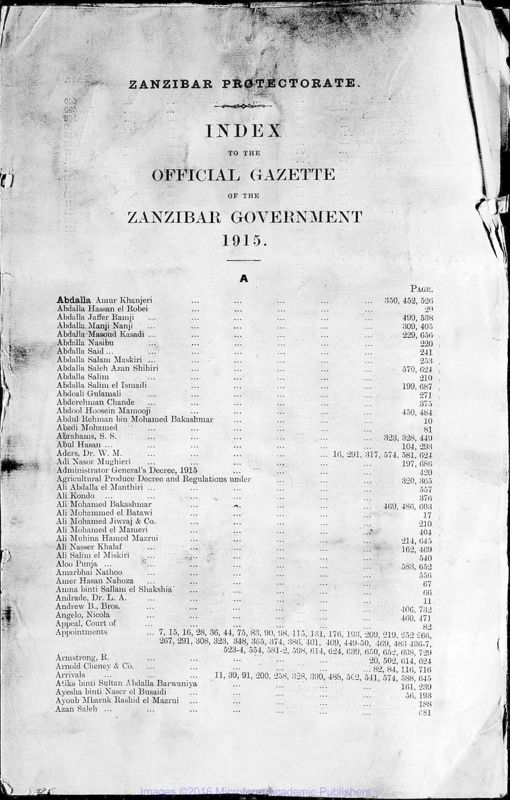 ZANZIBAR PROTECTORATE.
INDEX
TO THE
OFFICIAL GAZETTE
OF THE
ZANZIBAR GOVERNMENT
1915.
A
PAGE.
Abdalla Amur Khanjeri ... ... ... ... ... 350, 452, 526
Abdalla Hassan el Robei ... ... ... ... ... 29
Abdalla Jaffer Ramji ... ... ... ... ... 499, 538
Abdalla Manji Nanji ... ... ... ... ... 309, 405
Abdalla Masoud Kasadi ... ... ... ... ... 229, 656
Abdalla Nasibu ... ... ... ... ... 220
Abdalla Said ... ... ... ... ... 241
Abdalla Salam Maskiri ... ... ... ... ... 253
Abdalla Saleh Azan Shihiri ... ... ... ... ... 570, 624
Abdalla Salim ... ... ... ... ... 210
Abdalla Salim el Ismaili ... ... ... ... ... 199, 687
Abdoali Gulamali ... ... ... ... ... 271
Abderehman Chande ... ... ... ... ... 375
Abdool Hoosein Mamooji ... ... ... ... ... 450, 484
Abdul Rehman bin Mohamed Bakashmar ... ... ... ... 10
Abedi Mohamed ... ... ... ... ... 81
Abrahams, S. S. ... ... ... ... ... 323, 328, 449
Abul Hasan ... ... ... ... ... 104, 293
Aders, Dr. W. M. ... ... ... ... 16, 291, 317, 574, 581, 624
Adi Nasor Mughieri ... ... ... ... ... 197, 686
Administrator General's Decree, 1915 ... ... ... ... 420
Agricultural Produce Decree and Regulations under ... ... ... 320, 365
Ali Abdalla el Manthiri ... ... ... ... ... 557
Ali Kondo ... ... ... ... ... 376
Ali Mohamed Bakashmar ... ... ... ... 469, 486, 693
Ali Mohammed el Batawi ... ... ... ... ... 17
Ali Mohamed Jiwraj & Co. ... ... ... ... ... 210
Ali Mohamed el Mameri ... ... ... ... ... 404
Ali Muhina Hamed Mazrui ... ... ... ... ... 214, 645
Ali Nasser Khalaf ... ... ... ... ... 162, 469
Ali Salim el Miskiri ... ... ... ... ... 540
Aloo Punja ... ... ... ... ... 583, 652
Amarbhai Nathoo ... ... ... ... ... 556
Amer Hasan Nahoza ... ... ... ... ... 67
Amna binti Sallam el Shakshia ... ... ... ... ... 66
Andrade, Dr. L. A. ... ... ... ... ... 11
Andrew B., Bros. ... ... ... ... ... 406, 732
Angelo, Nicola ... ... ... ... ... 460, 471
Appeal, Court of ... ... ... ... ... 82
Appointments ... 7, 15, 16, 28, 36, 44, 75, 83, 90, 98, 115, 131, 176, 193, 209, 219, 252 266,
267, 291, 308, 323, 348, 365, 374, 386, 401, 409, 449-50, 469, 483 496-7,
523-4, 554, 581-2, 598, 614, 624, 639, 650, 652, 698, 729
Armstrong, R. ... ... ... ... ... 20, 502, 614, 624
Arnold Cheney & Co. ... ... ... ... ... 82, 84, 116, 716
Arrivals ... 11, 39, 91, 200, 258, 328, 390, 488, 502, 541, 574, 588, 645
Atika binti Sultan Abdalla Barwaniya ... ... ... ... 161, 239
Ayesha binti Naser el Busaidi ... ... ... ... 56, 193
Ayoub Mbaruk Rashid el Mazrui ... ... ... ... 188
Azan Saleh ... ... ... ... ... 681
Images ©2016 Microform Academic Publishers